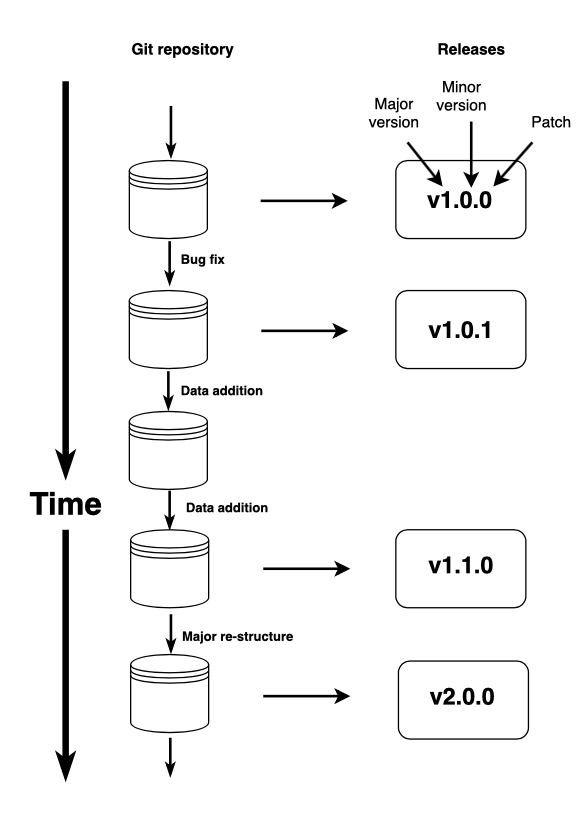 Git repository
Releases
Major
version
Minor
version
Patch
v1.0.0
Bug fix
v1.0.1
Data addition
Time
Data addition
v1.1.0
Major re-structure
v2.0.0